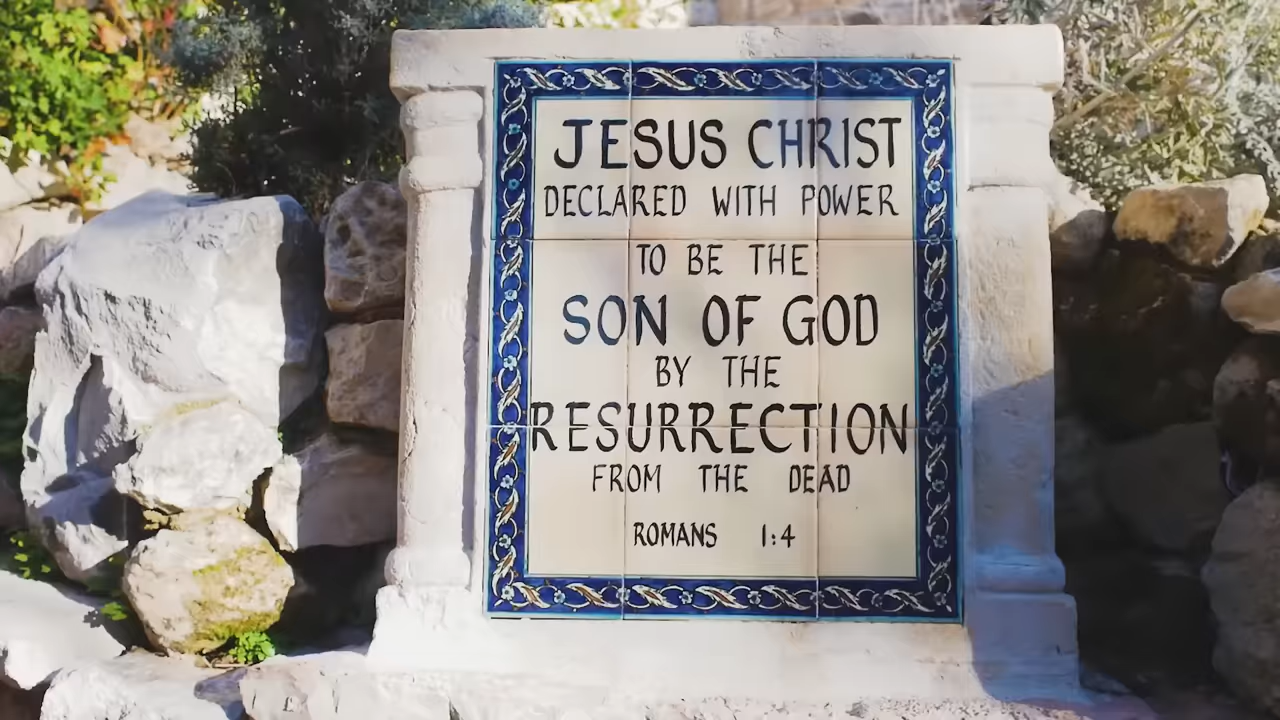 JESUS CHRIST
DECLARED WITH POWER
TO BE THE
SON OF GOD
BY THE
RESURRECTION
FROM THE DEAD
ROMANS 1:4